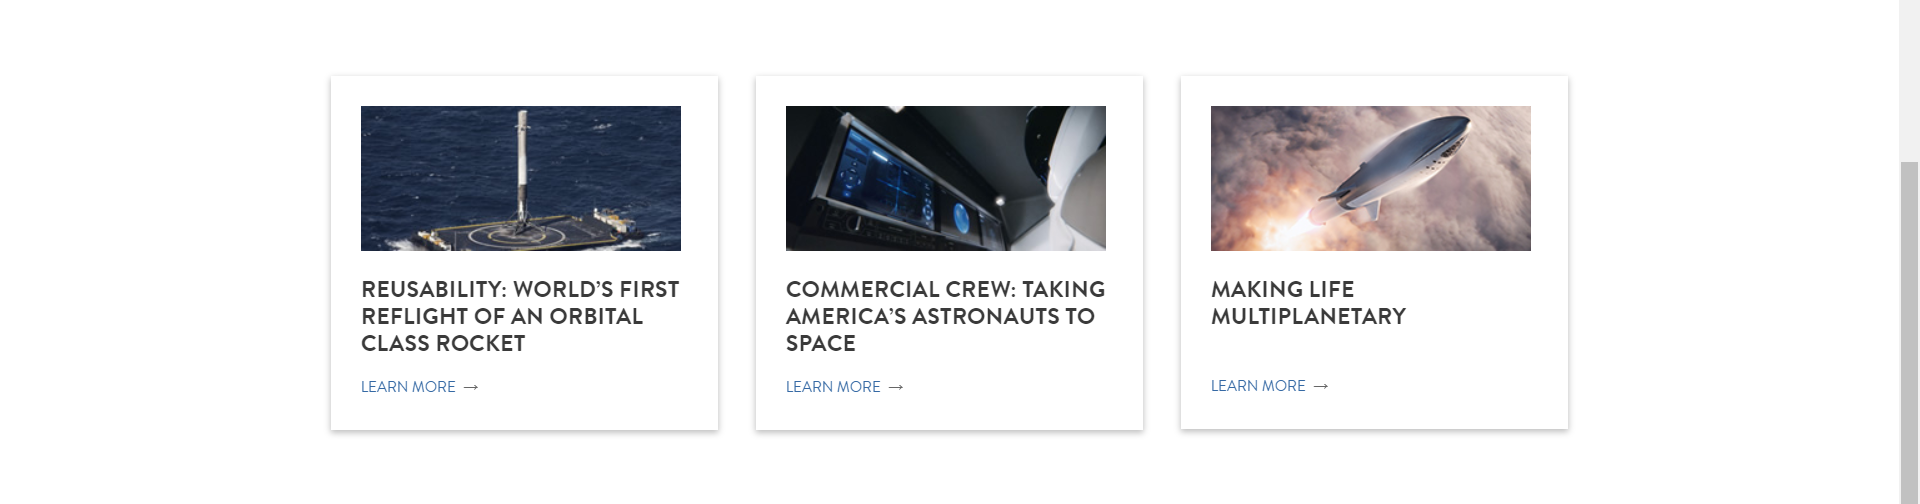 REUSABILITY: WORLD’S FIRST
REFLIGHT OF AN ORBITAL
CLASS ROCKET
LEARN MORE →
COMMERCIAL CREW: TAKING
AMERICA’S ASTRONAUTS TO
SPACE
LEARN MORE →
MAKING LIFE
MULTIPLANETARY
LEARN MORE →